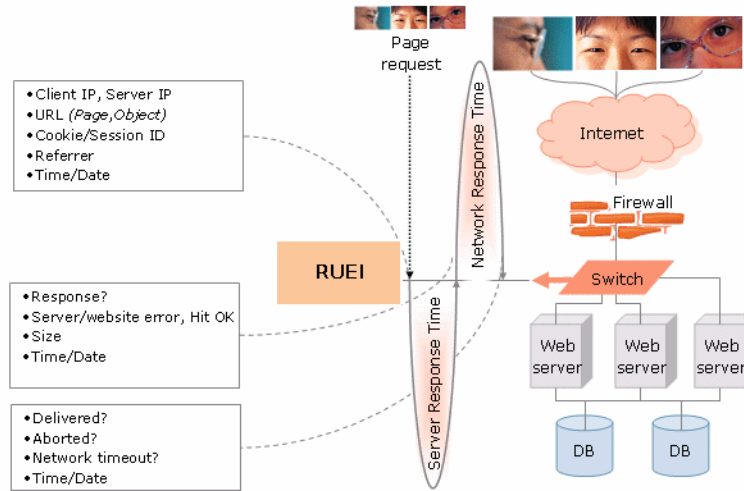 Page
request
• Client IP, Server IP
• URL (Page,Object)
• Cookie/Session ID
• Referrer
• Time/Date
Network Response Time
Internet
Firewall
RUEI
Switch
• Response?
• Server/website error, Hit OK
• Size
• Time/Date
Server Response Time
Web
server
Web
server
Web
server
• Delivered?
• Aborted?
• Network timeout?
• Time/Date
DB
DB